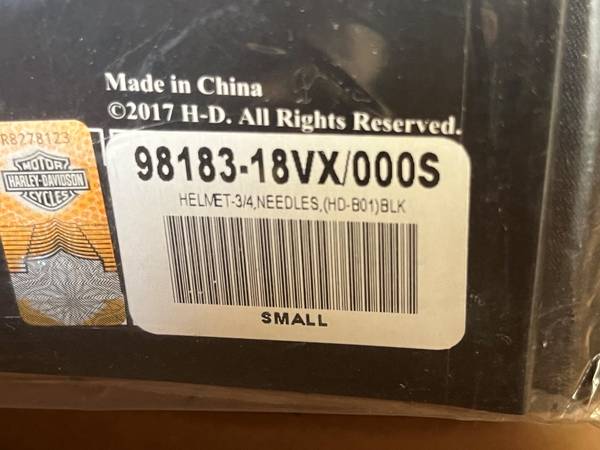 Made in China
©2017 H-D. All Rights Reserved.
R8278123
MOTOR
HARLEY-DAVIDSON
CYCLES
98183-18VX/000S
HELMET-3/4,NEEDLES,(HD-B01)BLK
SMALL